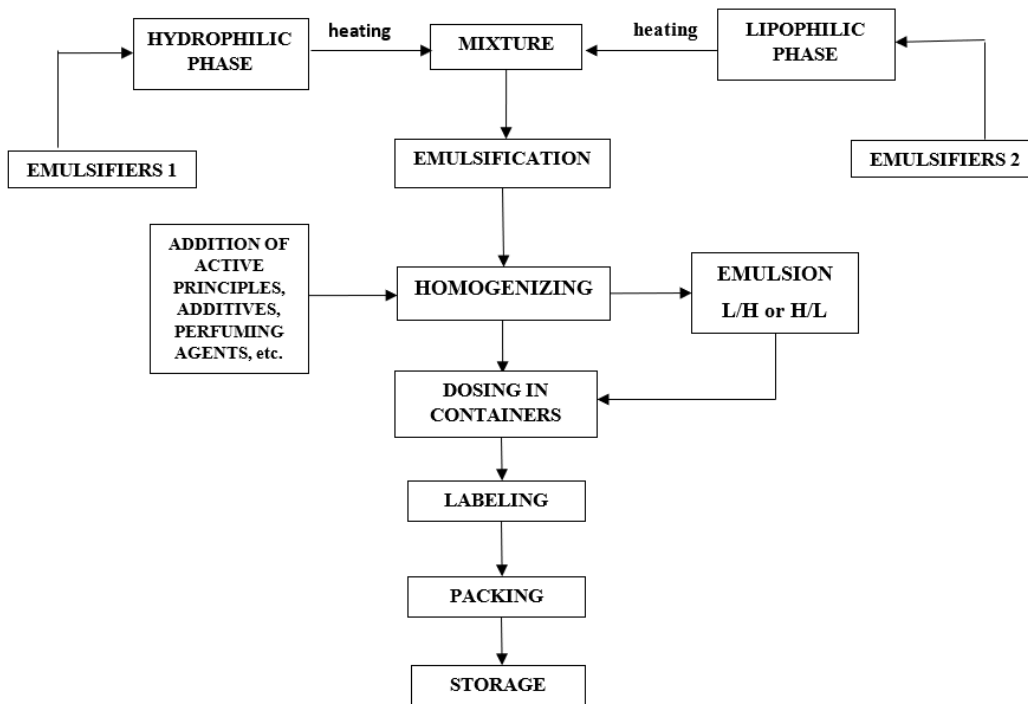 HYDROPHILIC
PHASE
heating
MIXTURE
heating
LIPOPHILIC
PHASE
EMULSIFIERS 1
EMULSIFICATION
EMULSIFIERS 2
ADDITION OF
ACTIVE
PRINCIPLES,
ADDITIVES,
PERFUMING
AGENTS, etc.
HOMOGENIZING
EMULSION
L/H or H/L
DOSING IN
CONTAINERS
LABELING
PACKING
STORAGE